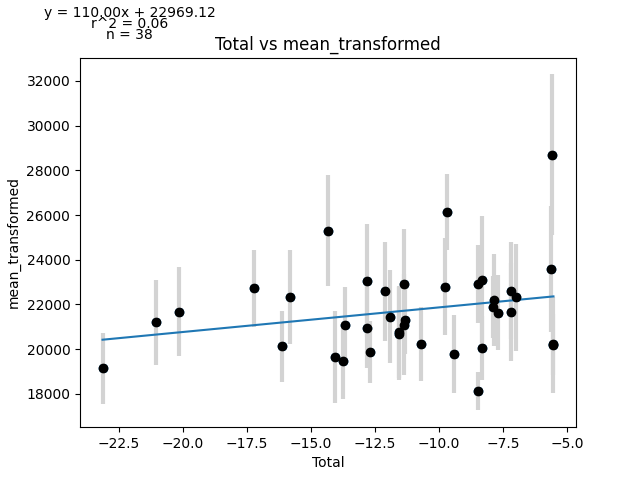 y = 110.00x + 22969.12
r^2 = 0.06
n = 38
Total vs mean_transformed
mean_transformed
32000
30000
28000
26000
24000
22000
20000
18000
−22.5 −20.0 −17.5 −15.0 −12.5 −10.0 −7.5 −5.0
Total